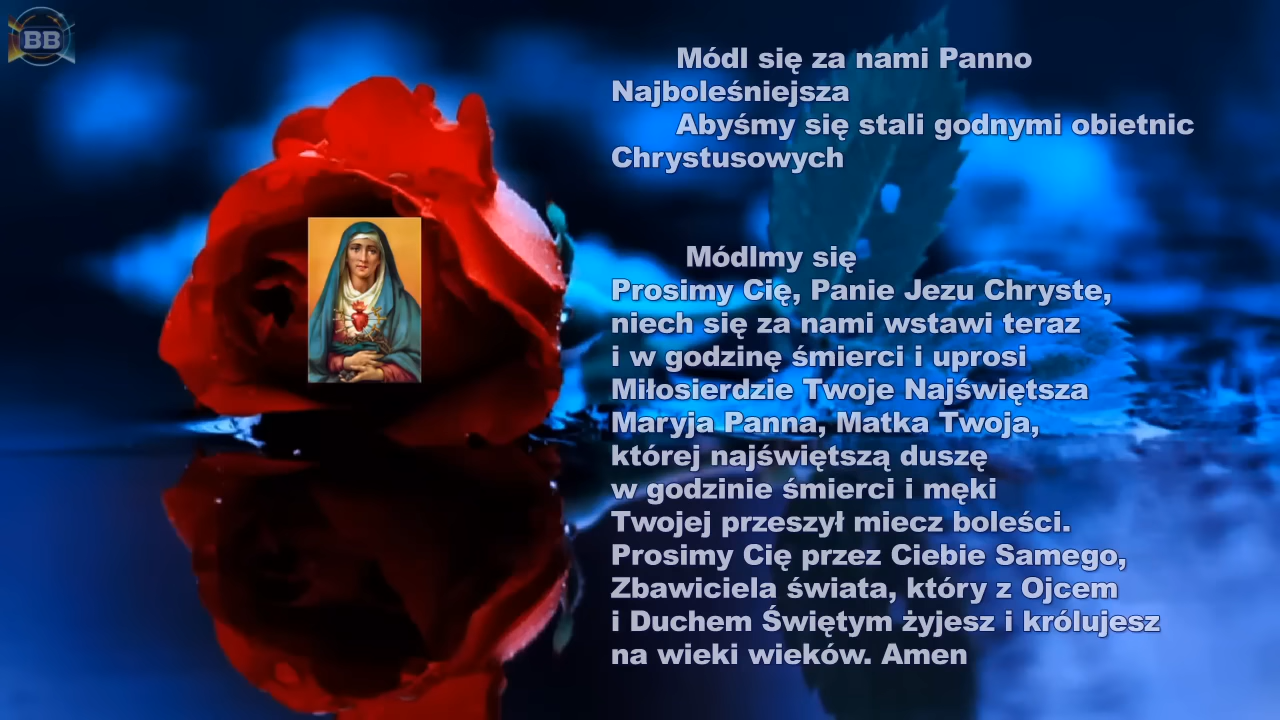 BB
Módl się za nami Panno
Najboleśniejsza
Abyśmy się stali godnymi obietnic
Chrystusowych
Módlmy się
Prosimy Cię, Panie Jezu Chryste,
niech się za nami wstawi teraz
i w godzinę śmierci i uprosi
Miłosierdzie Twoje Najświętsza
Maryja Panna, Matka Twoja,
której najświętszą duszę
w godzinie śmierci i męki
Twojej przeszył miecz boleści.
Prosimy Cię przez Ciebie Samego,
Zbawiciela świata, który z Ojcem
i Duchem Świętym żyjesz i królujesz
na wieki wieków. Amen